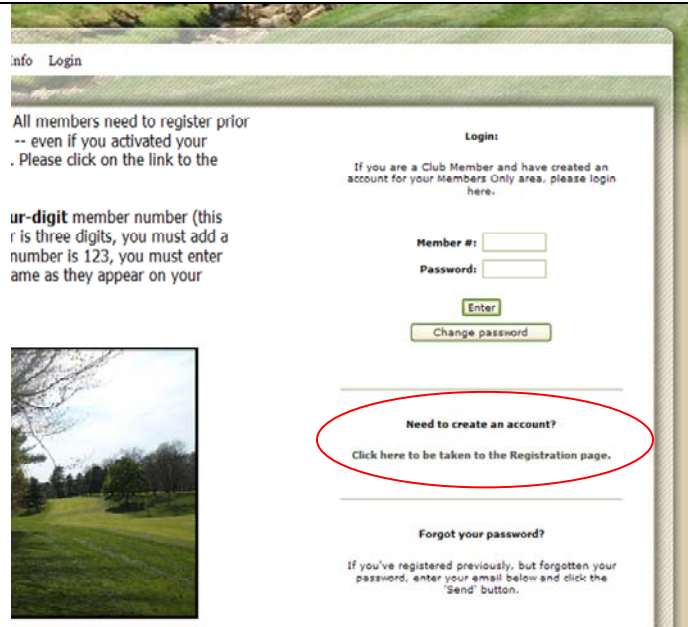 Info Login
All members need to register prior
-- even if you activated your
. Please click on the link to the
ur-digit member number (this
r is three digits, you must add a
number is 123, you must enter
ame as they appear on your
Login:
If you are a Club Member and have created an
account for your Members Only area, please login
here.
Member #:
Password:
Enter
Change password
Need to create an account?
Click here to be taken to the Registration page.
Forgot your password?
If you've registered previously, but forgotten your
password, enter your email below and click the
'Send' button.